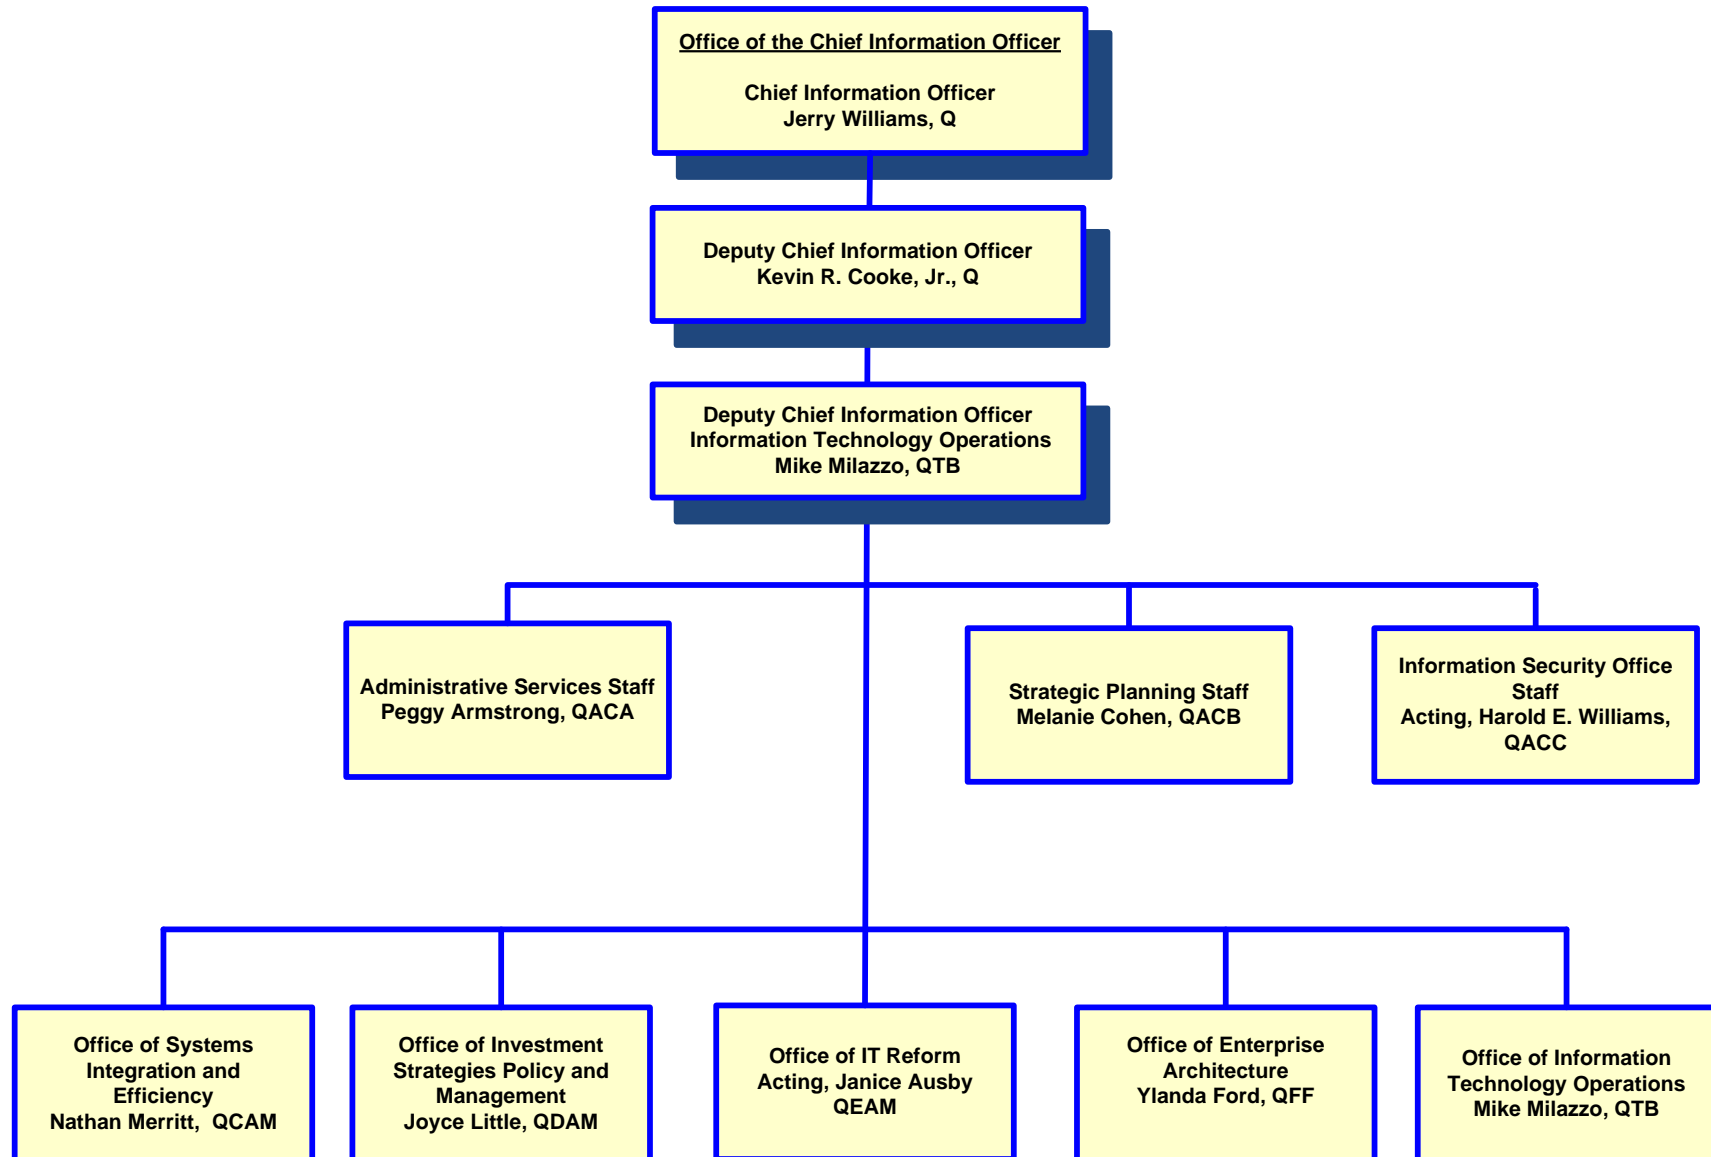 Office of the Chief Information Officer
Chief Information Officer
Jerry Williams, Q
Deputy Chief Information Officer
Kevin R. Cooke, Jr., Q
Deputy Chief Information Officer
Information Technology Operations
Mike Milazzo, QTB
Administrative Services Staff
Peggy Armstrong, QACA
Strategic Planning Staff
Melanie Cohen, QACB
Information Security Office
Staff
Acting, Harold E. Williams,
QACC
Office of Systems
Integration and
Efficiency
Nathan Merritt, QCAM
Office of Investment
Strategies Policy and
Management
Joyce Little, QDAM
Office of IT Reform
Acting, Janice Ausby
QEAM
Office of Enterprise
Architecture
Ylanda Ford, QFF
Office of Information
Technology Operations
Mike Milazzo, QTB